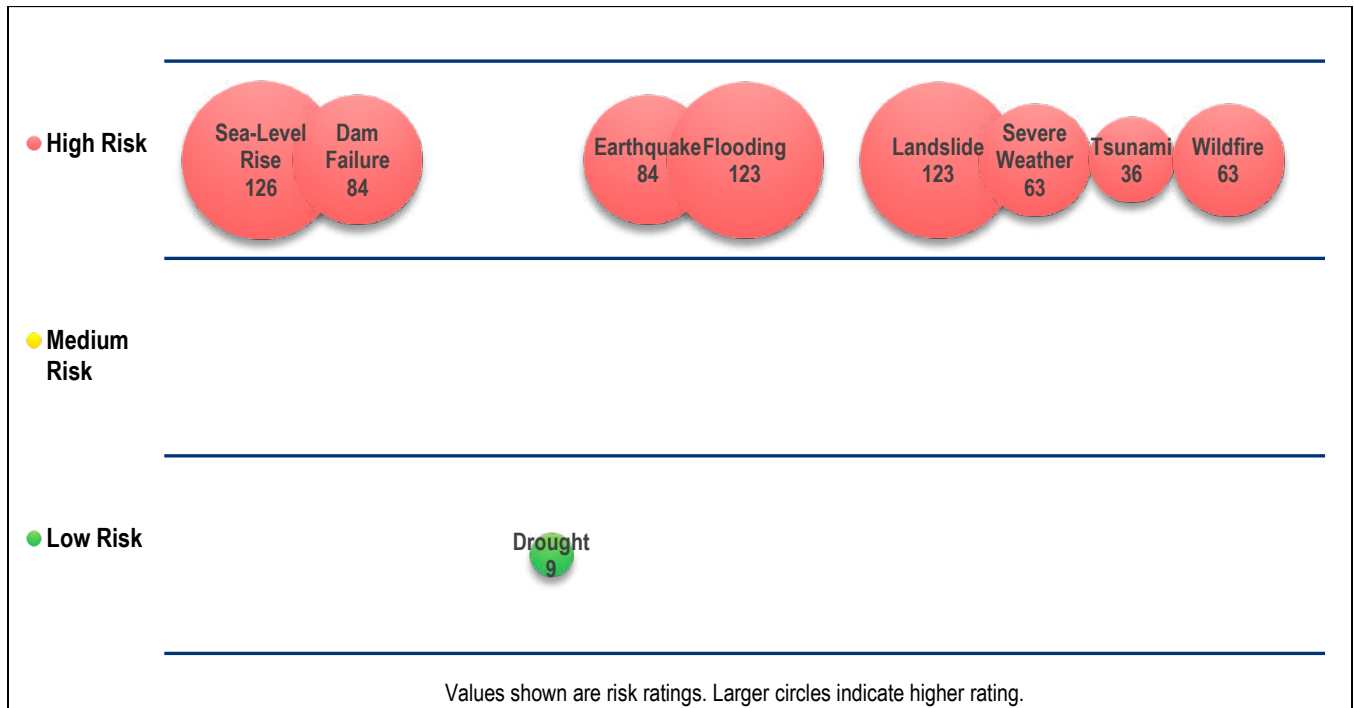 High Risk
Sea-Level
Rise
126
Dam
Failure
84
Earthquake
84
Flooding
123
Landslide
123
Severe
Weather
63
Tsunami
36
Wildfire
63
Medium
Risk
Low Risk
Drought
9
Values shown are risk ratings. Larger circles indicate higher rating.